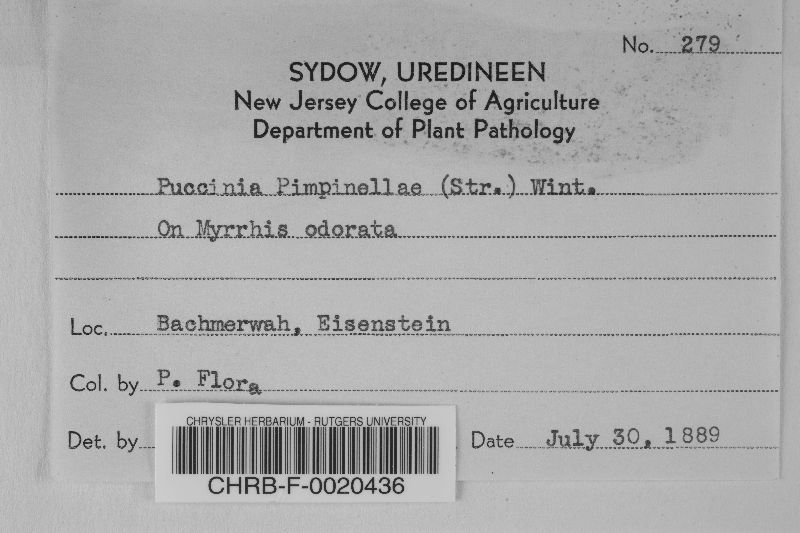 No. 279
SYDOW, UREDINEEN
New Jersey College of Agriculture
Department of Plant Pathology
Puccinia Pimpinellae (Str.) Wint.
On Myrrhis odorata
Loc. Bachmerwah, Eisenstein
Col. by P. Flora
Det. by
Date July 30, 1889
CHRYSLER HERBARIUM - RUTGERS UNIVERSITY
CHRB-F-0020436